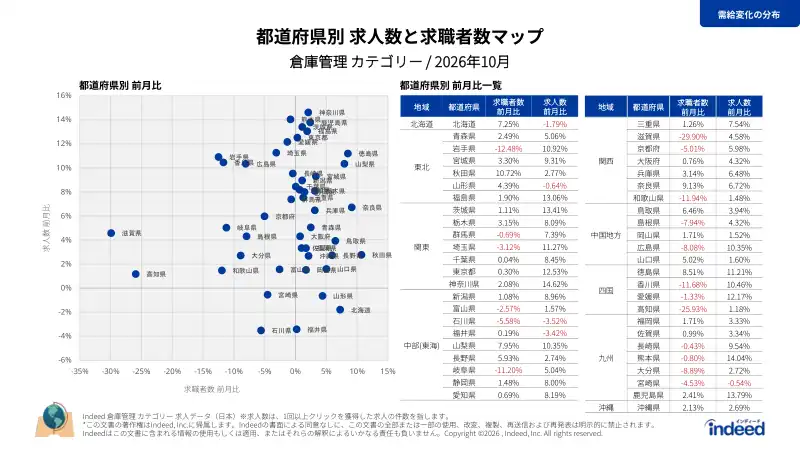 需給変化の分布
都道府県別 求人数と求職者数マップ
倉庫管理 カテゴリー / 2026年10月
都道府県別 前月比
16%
14%
12%
10%
8%
6%
4%
2%
0%
-2%
-4%
-6%
-35% -30% -25% -20% -15% -10% -5% 0% 5% 10% 15%
求人数 前月比
求職者数 前月比
神奈川県
鹿児島県
福島県
東京都
愛媛県
埼玉県
岩手県
広島県
徳島県
山梨県
宮城県
兵庫県
奈良県
京都府
岐阜県
青森県
島根県
大阪府
鳥取県
滋賀県
大分県
長野県
秋田県
高知県
和歌山県
山口県
宮崎県
山形県
北海道
石川県
福井県
都道府県別 前月比一覧
地域 都道府県 求職者数 前月比 求人数 前月比
北海道 北海道 7.25% -1.79%
東北 青森県 2.49% 5.06%
岩手県 -12.48% 10.92%
宮城県 3.30% 9.31%
秋田県 10.72% 2.77%
山形県 4.39% -0.64%
福島県 1.90% 13.06%
関東 茨城県 1.11% 13.41%
栃木県 3.15% 8.09%
群馬県 -0.69% 7.39%
埼玉県 -3.12% 11.27%
千葉県 0.04% 8.45%
東京都 0.30% 12.53%
神奈川県 2.08% 14.62%
中部(東海) 新潟県 1.08% 8.96%
富山県 -2.57% 1.57%
石川県 -5.58% -3.52%
福井県 0.19% -3.42%
山梨県 7.95% 10.35%
長野県 5.93% 2.74%
岐阜県 -11.20% 5.04%
静岡県 1.48% 8.00%
愛知県 0.69% 8.19%
地域 都道府県 求職者数 前月比 求人数 前月比
関西 三重県 1.26% 7.54%
滋賀県 -29.90% 4.58%
京都府 -5.01% 5.98%
大阪府 0.76% 4.32%
兵庫県 3.14% 6.48%
奈良県 9.13% 6.72%
和歌山県 -11.94% 1.48%
中国地方 鳥取県 6.46% 3.94%
島根県 -7.94% 4.32%
岡山県 1.71% 1.52%
広島県 -8.08% 10.35%
山口県 5.02% 1.60%
四国 徳島県 8.51% 11.21%
香川県 -11.68% 10.46%
愛媛県 -1.33% 12.17%
高知県 -25.93% 1.18%
九州 福岡県 1.71% 3.33%
佐賀県 0.99% 3.34%
長崎県 -0.43% 9.54%
熊本県 -0.80% 14.04%
大分県 -8.89% 2.72%
宮崎県 -4.53% -0.54%
鹿児島県 2.41% 13.79%
沖縄 沖縄県 2.13% 2.69%
Indeed 倉庫管理 カテゴリー 求人データ（日本）※求人数は、1回以上クリックを獲得した求人の件数を指します。
*この文書の著作権はIndeed, Inc.に帰属します。Indeedの書面による同意なしに、この文書の全部または一部の使用、改変、複製、再送信および再発表は明示的に禁止されます。
Indeedはこの文書に含まれる情報の使用もしくは適用、またはそれらの解釈によるいかなる責任も負いません。Copyright ©2026 , Indeed, Inc. All rights reserved.
インディード
indeed